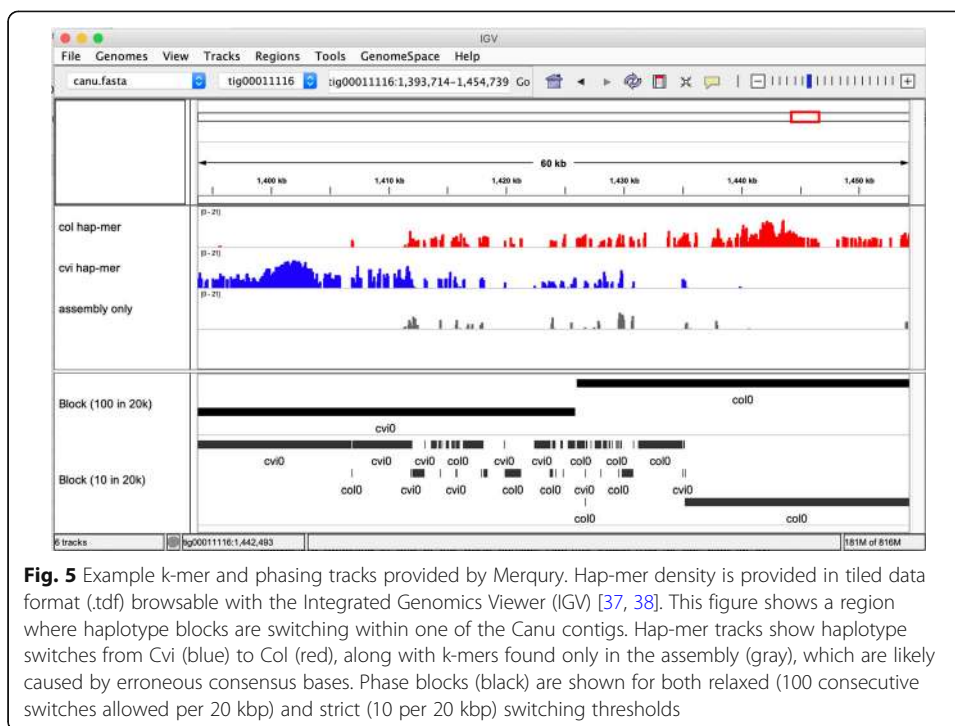 IGV
File Genomes View Tracks Regions Tools GenomeSpace Help
canu.fasta tig00011116 :ig00011116:1,393,714-1,454,739 Go
60 kb
1,400 kb 1,410 kb 1,420 kb 1,430 kb 1,440 kb 1,450 kb
[0 - 21]
col hap-mer
[0 - 21]
cvi hap-mer
[0 - 21]
assembly only
Block (100 in 20k)
col0
cvi0
cvi0 cvi0 cvi0 col0 cvi0 col0 col0 col0
Block (10 in 20k)
col0 cvi0 cvi0 col0 col0 cvi0 col0 cvi0
col0 col0
6 tracks tig00011116:1,442,493 181M of 816M
Fig. 5 Example k-mer and phasing tracks provided by Merqury. Hap-mer density is provided in tiled data
format (.tdf) browsable with the Integrated Genomics Viewer (IGV) [37, 38]. This figure shows a region
where haplotype blocks are switching within one of the Canu contigs. Hap-mer tracks show haplotype
switches from Cvi (blue) to Col (red), along with k-mers found only in the assembly (gray), which are likely
caused by erroneous consensus bases. Phase blocks (black) are shown for both relaxed (100 consecutive
switches allowed per 20 kbp) and strict (10 per 20 kbp) switching thresholds